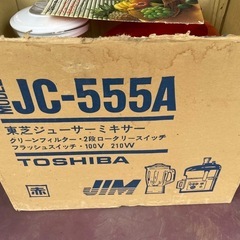 MODEL
JC-555A
東芝ジューサーミキサー
クリーンフィルター・2段ロータリースイッチ
フラッシュスイッチ・100V 210W
TOSHIBA
赤
JIM